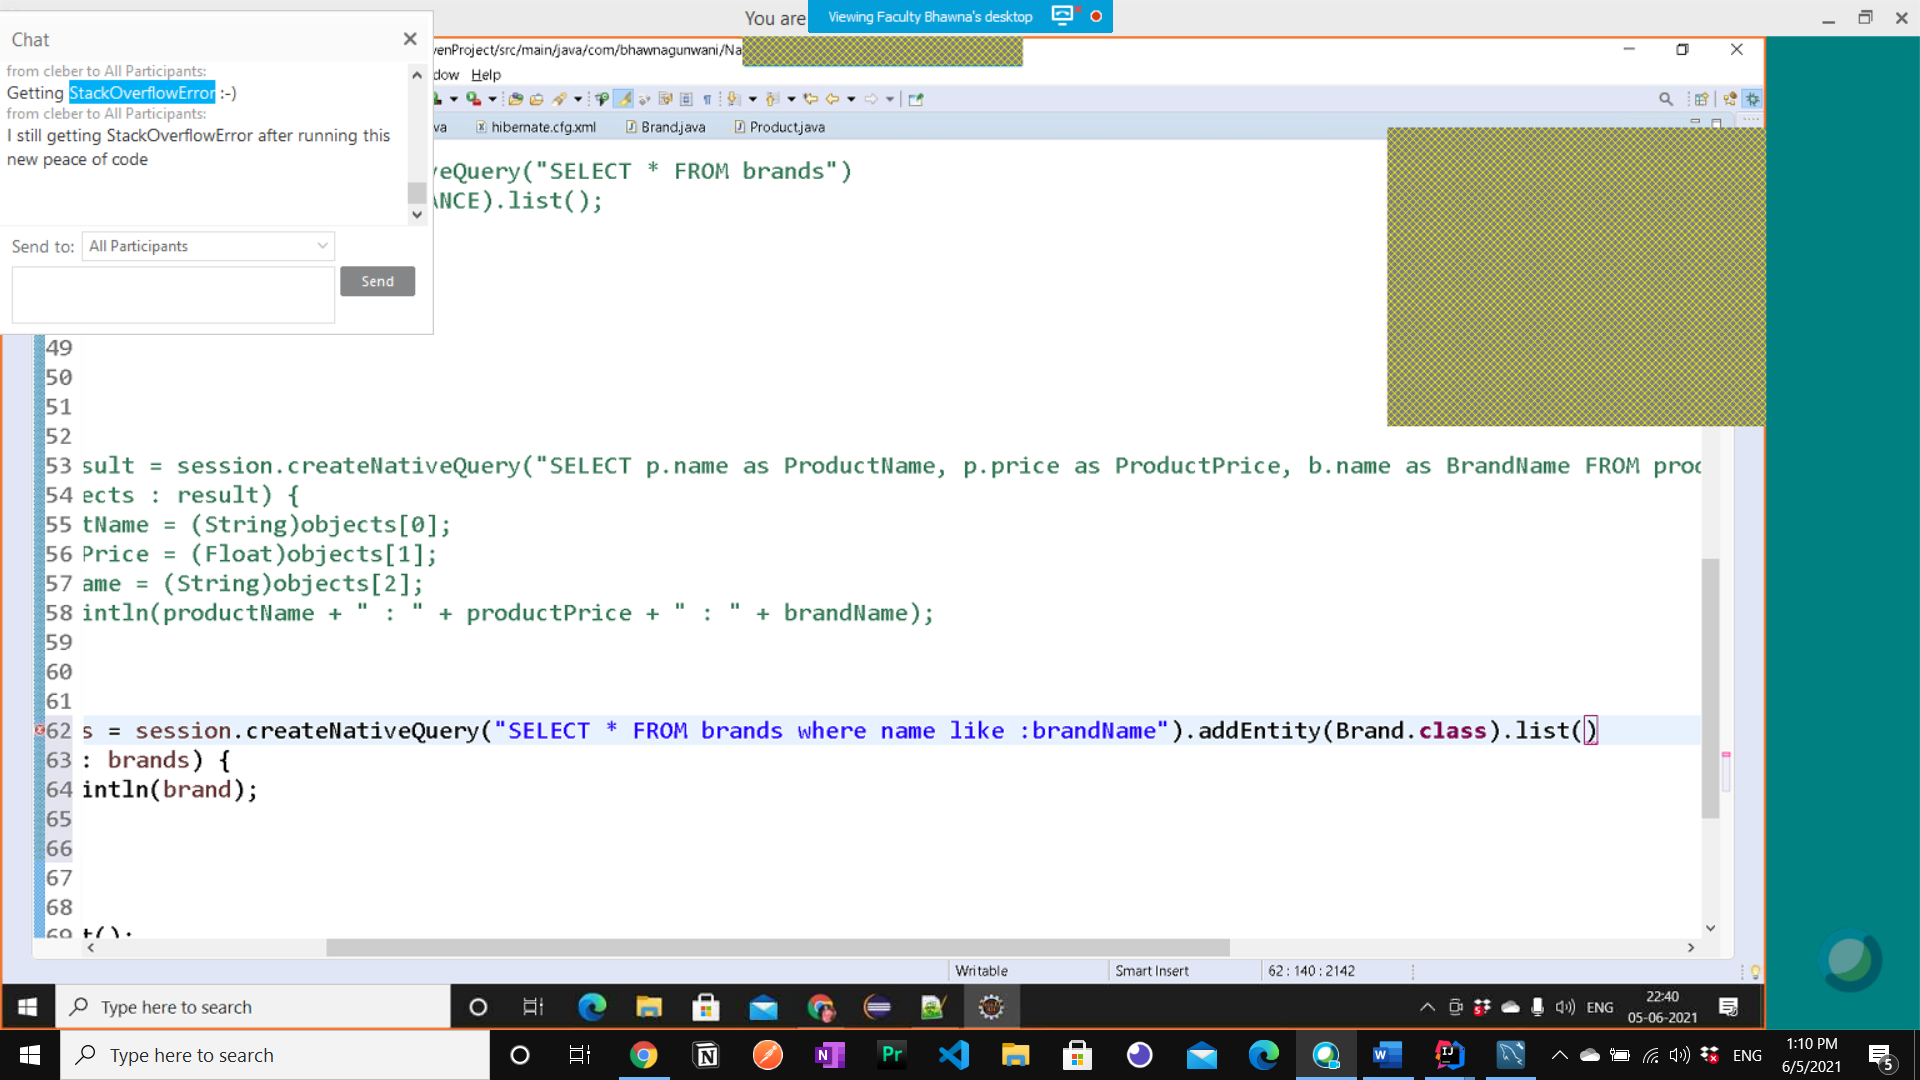 You are
Viewing Faculty Bhawna's desktop
Chat
from cleber to All Participants:
Getting StackOverflowError :-)
from cleber to All Participants:
I still getting StackOverflowError after running this
new peace of code
Send to: All Participants
Send
venProject/src/main/java/com/bhawnagunwani/Na
dow Help
va hibernate.cfg.xml Brand.java Product.java
veQuery("SELECT * FROM brands")
ANCE).list();
49
50
51
52
53 sult = session.createNativeQuery("SELECT p.name as ProductName, p.price as ProductPrice, b.name as BrandName FROM prod
54 ects : result) {
55 tName = (String)objects[0];
56 Price = (Float)objects[1];
57 ame = (String)objects[2];
58 intln(productName + " : " + productPrice + " : " + brandName);
59
60
61
62 s = session.createNativeQuery("SELECT * FROM brands where name like :brandName").addEntity(Brand.class).list()
63 : brands) {
64 intln(brand);
65
66
67
68
69 t();
Writable Smart Insert 62 : 140 : 2142
Type here to search
ENG
22:40
05-06-2021
Type here to search
ENG
1:10 PM
6/5/2021
5